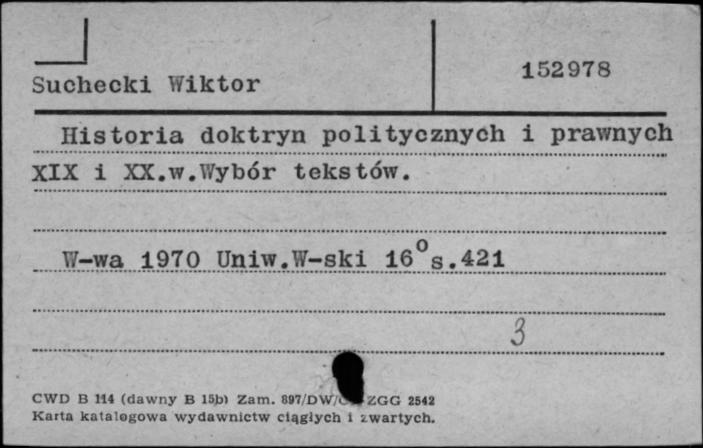 Suchecki Wiktor
152978
Historia doktryn politycznych i prawnych
XIX i XX.w.Wybór tekstów.
W-wa 1970 Uniw.W-ski 16° s.421
3
CWD B 114 (dawny B 15b) Zam. 897/DW/ ZGG 2542
Karta katalogowa wydawnictw ciągłych i zwartych.